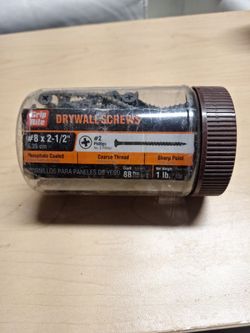 Grip Rite
DRYWALL SCREWS
#8 x 2-1/2"
6.35 cm
#2
Phillips
Phosphate Coated
Coarse Thread
Sharp Point
TORNILLOS PARA PANELES DE YESO
88
1 lb.